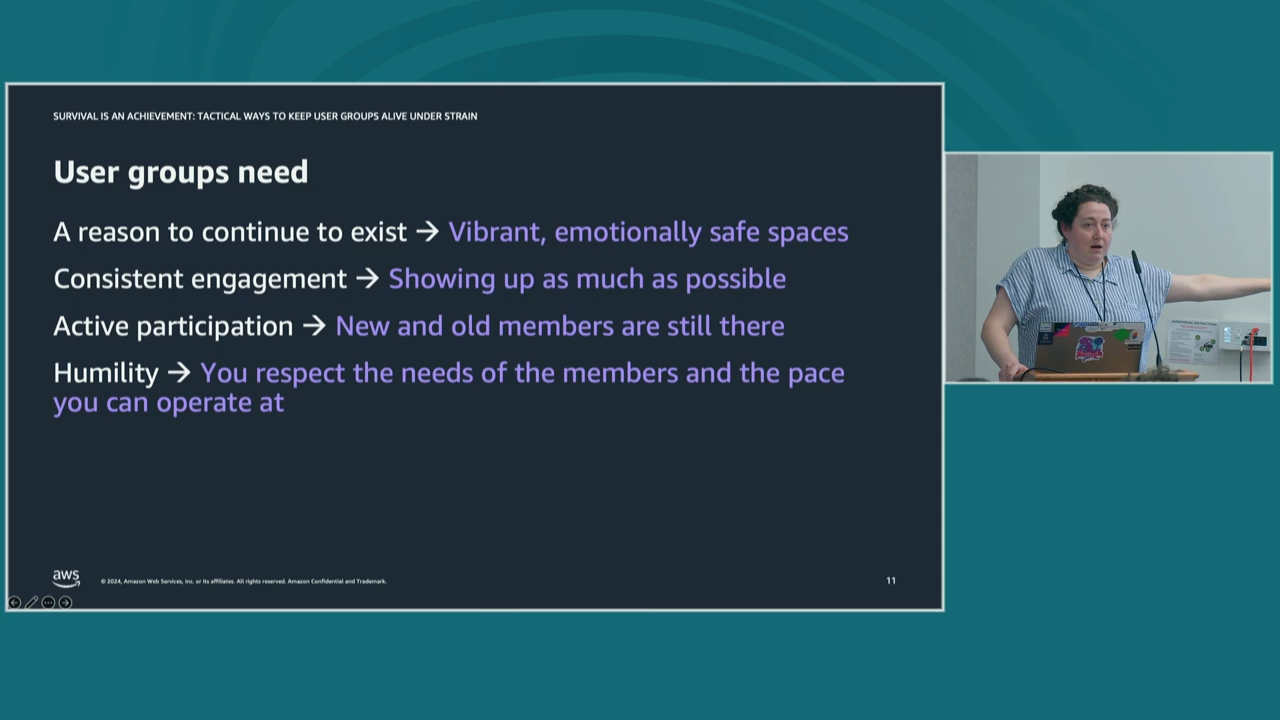 SURVIVAL IS AN ACHIEVEMENT: TACTICAL WAYS TO KEEP USER GROUPS ALIVE UNDER STRAIN
User groups need
A reason to continue to exist → Vibrant, emotionally safe spaces
Consistent engagement → Showing up as much as possible
Active participation → New and old members are still there
Humility → You respect the needs of the members and the pace
you can operate at
aws
© 2024, Amazon Web Services, Inc. or its affiliates. All rights reserved. Amazon Confidential and Trademark.
11